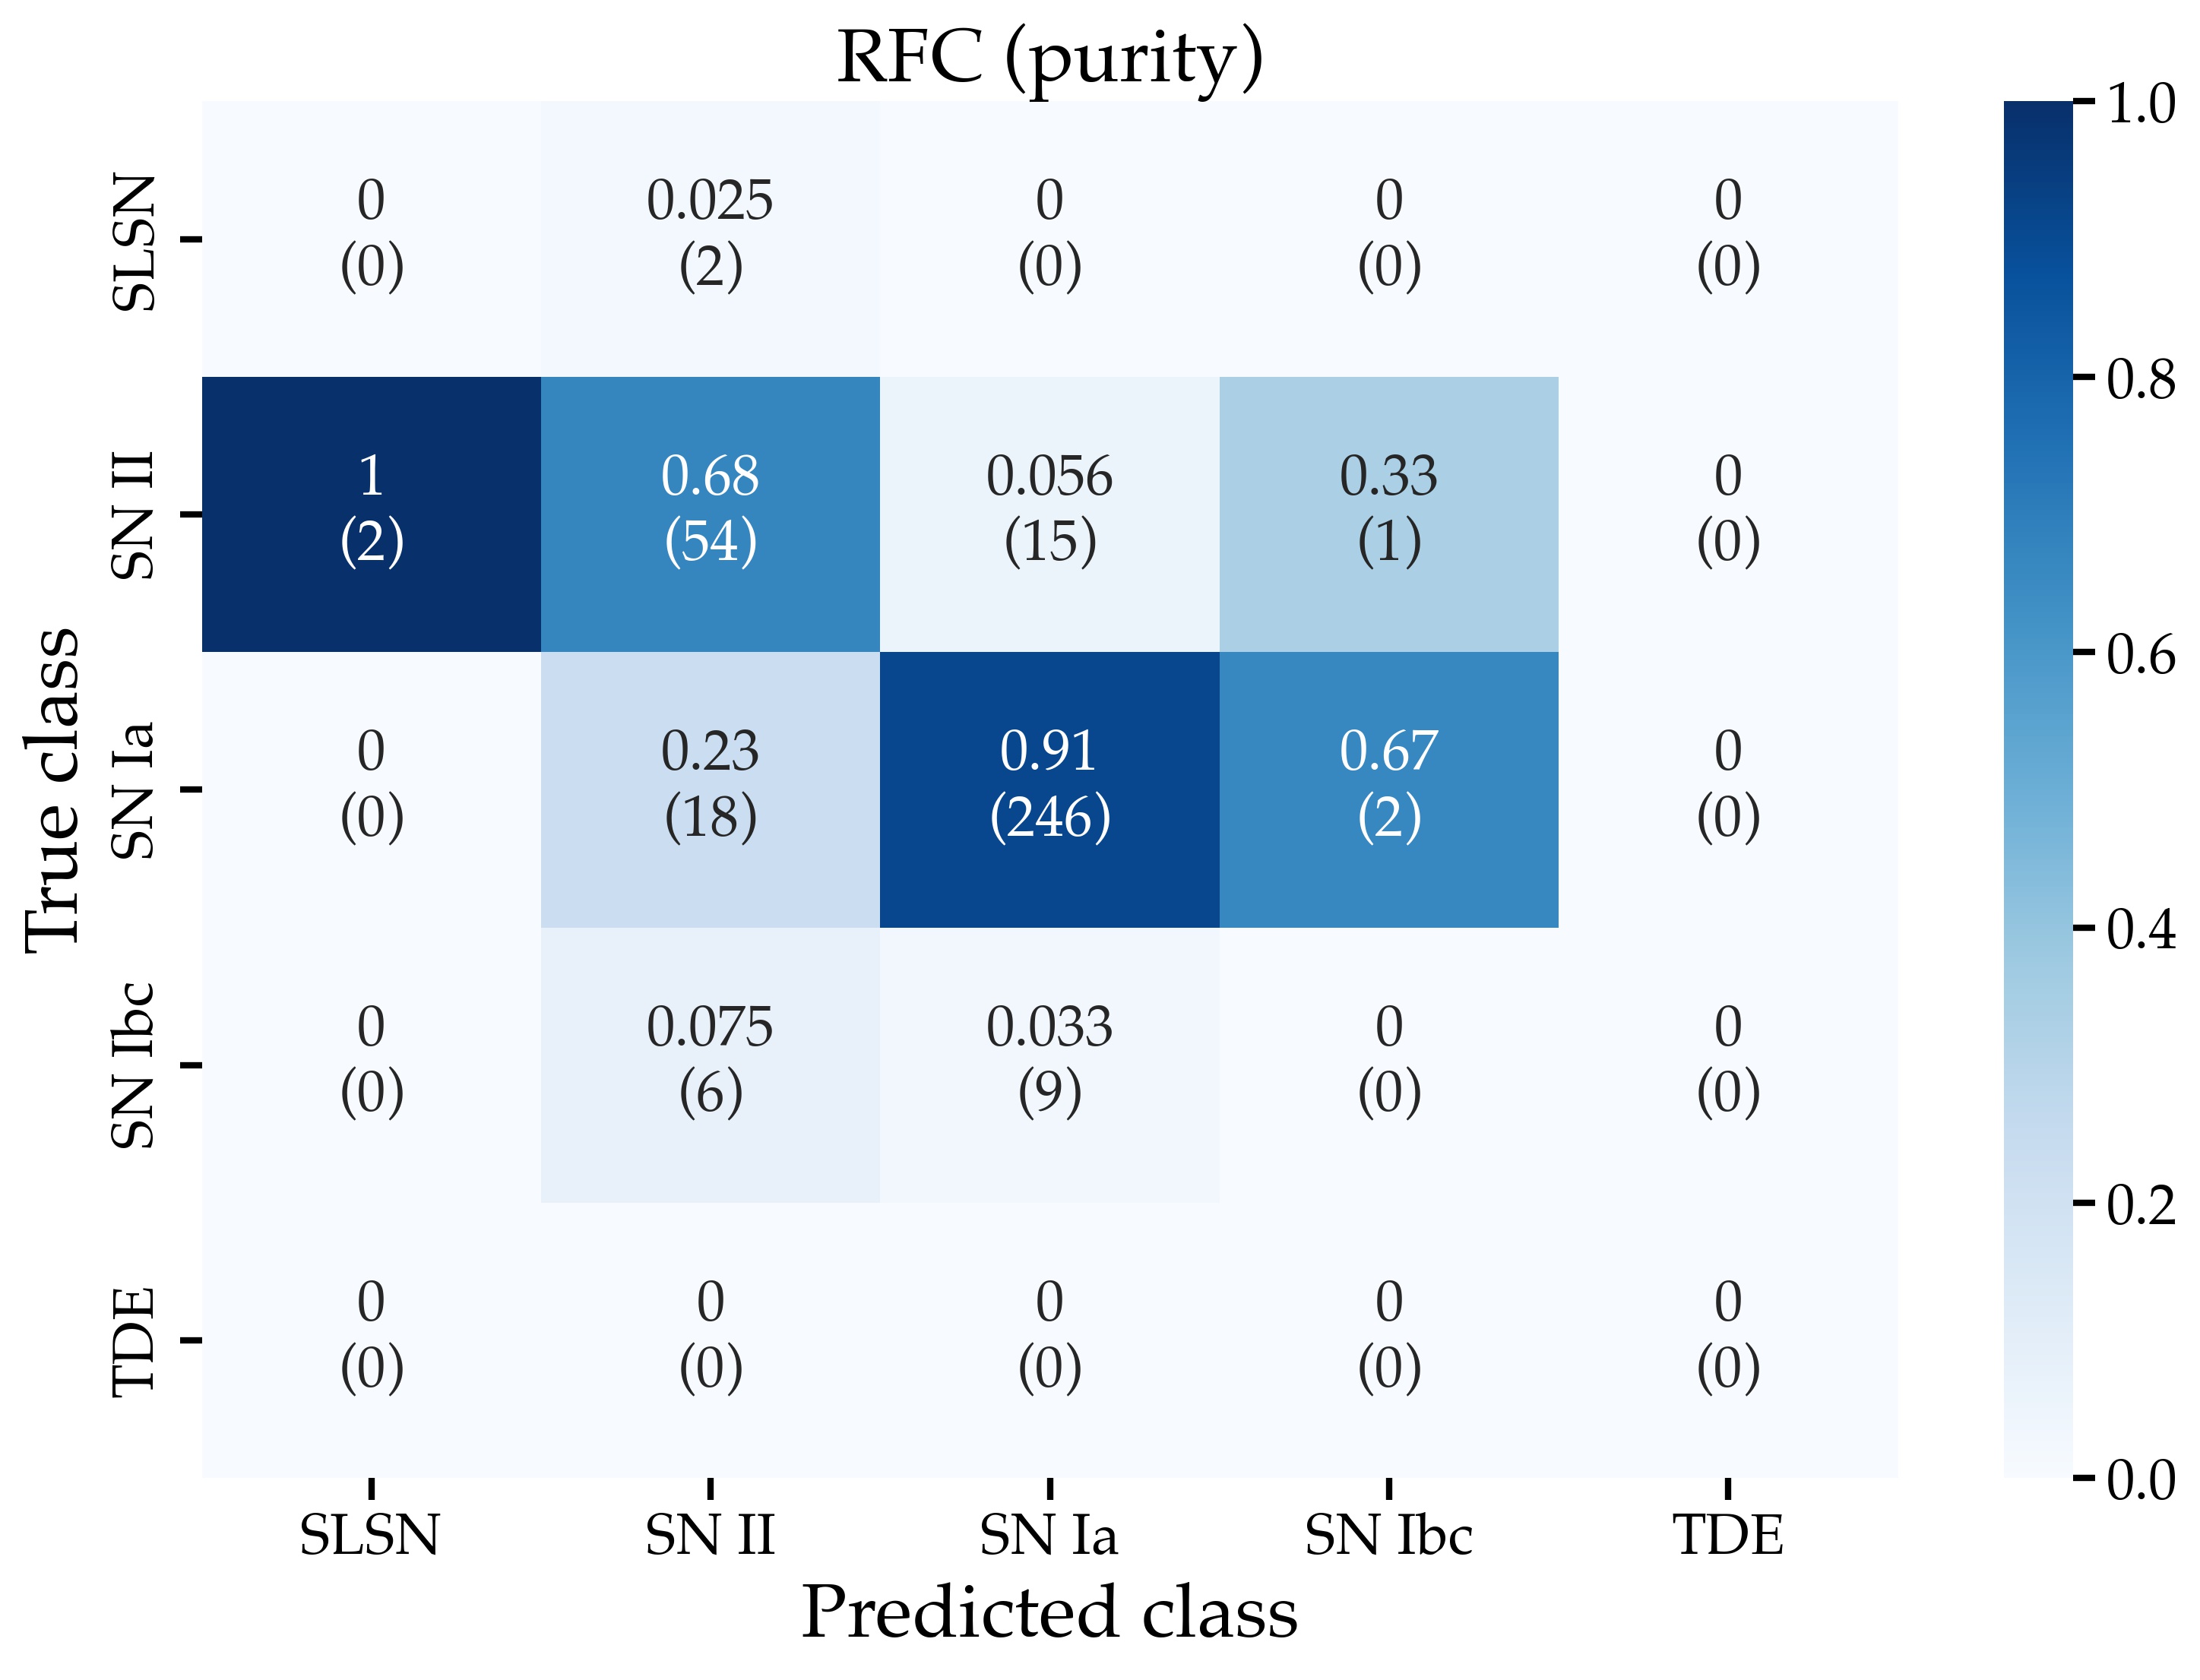 RFC (purity)
1.0
0.8
0.6
0.4
0.2
0.0
True class
SLSN
0 0.025 0 0 0
(0) (2) (0) (0) (0)
SN II
1 0.68 0.056 0.33 0
(2) (54) (15) (1) (0)
SN Ia
0 0.23 0.91 0.67 0
(0) (18) (246) (2) (0)
SN Ibc
0 0.075 0.033 0 0
(0) (6) (9) (0) (0)
TDE
0 0 0 0 0
(0) (0) (0) (0) (0)
SLSN SN II SN Ia SN Ibc TDE
Predicted class